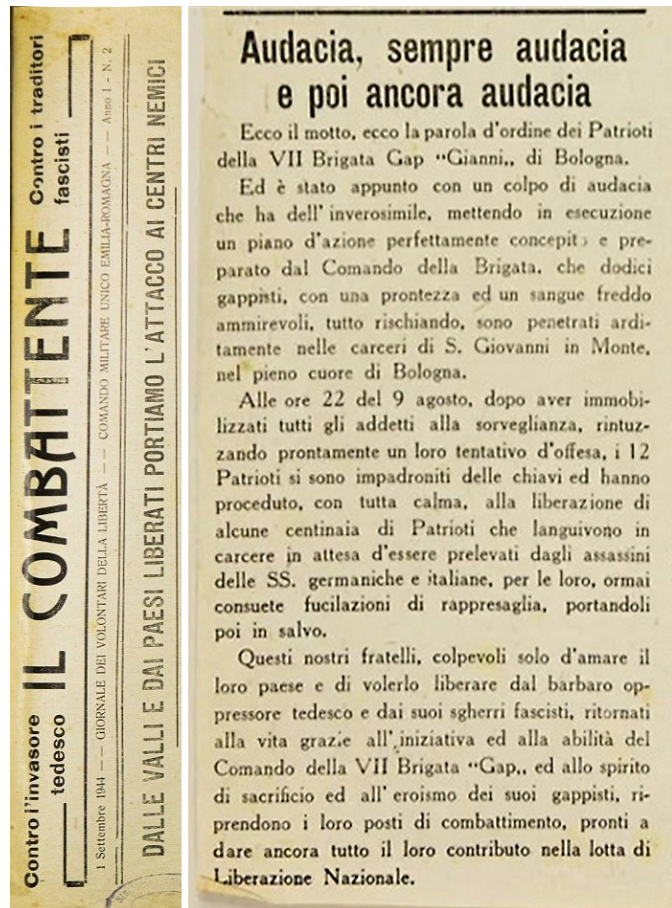 Contro l'invasore
tedesco
IL COMBATTENTE
Contro i traditori
fascisti
1 Settembre 1944 -- GIORNALE DEI VOLONTARI DELLA LIBERTÀ -- COMANDO MILITARE UNICO EMILIA-ROMAGNA -- Anno I - N. 2
DALLE VALLI E DAI PAESI LIBERATI PORTIAMO L'ATTACCO AI CENTRI NEMICI
Audacia, sempre audacia
e poi ancora audacia
Ecco il motto, ecco la parola d'ordine dei Patrioti
della VII Brigata Gap "Gianni,, di Bologna.
Ed è stato appunto con un colpo di audacia
che ha dell'inverosimile, mettendo in esecuzione
un piano d'azione perfettamente concepito e pre-
parato dal Comando della Brigata, che dodici
gappisti, con una prontezza ed un sangue freddo
ammirevoli, tutto rischiando, sono penetrati ardi-
tamente nelle carceri di S. Giovanni in Monte,
nel pieno cuore di Bologna.
Alle ore 22 del 9 agosto, dopo aver immobi-
lizzati tutti gli addetti alla sorveglianza, rintuz-
zando prontamente un loro tentativo d'offesa, i 12
Patrioti si sono impadroniti delle chiavi ed hanno
proceduto, con tutta calma, alla liberazione di
alcune centinaia di Patrioti che languivono in
carcere in attesa d'essere prelevati dagli assassini
delle SS. germaniche e italiane, per le loro, ormai
consuete fucilazioni di rappresaglia, portandoli
poi in salvo.
Questi nostri fratelli, colpevoli solo d'amare il
loro paese e di volerlo liberare dal barbaro op-
pressore tedesco e dai suoi sgherri fascisti, ritornati
alla vita grazie all'iniziativa ed alla abilità del
Comando della VII Brigata "Gap,, ed allo spirito
di sacrificio ed all'eroismo dei suoi gappisti, ri-
prendono i loro posti di combattimento, pronti a
dare ancora tutto il loro contributo nella lotta di
Liberazione Nazionale.